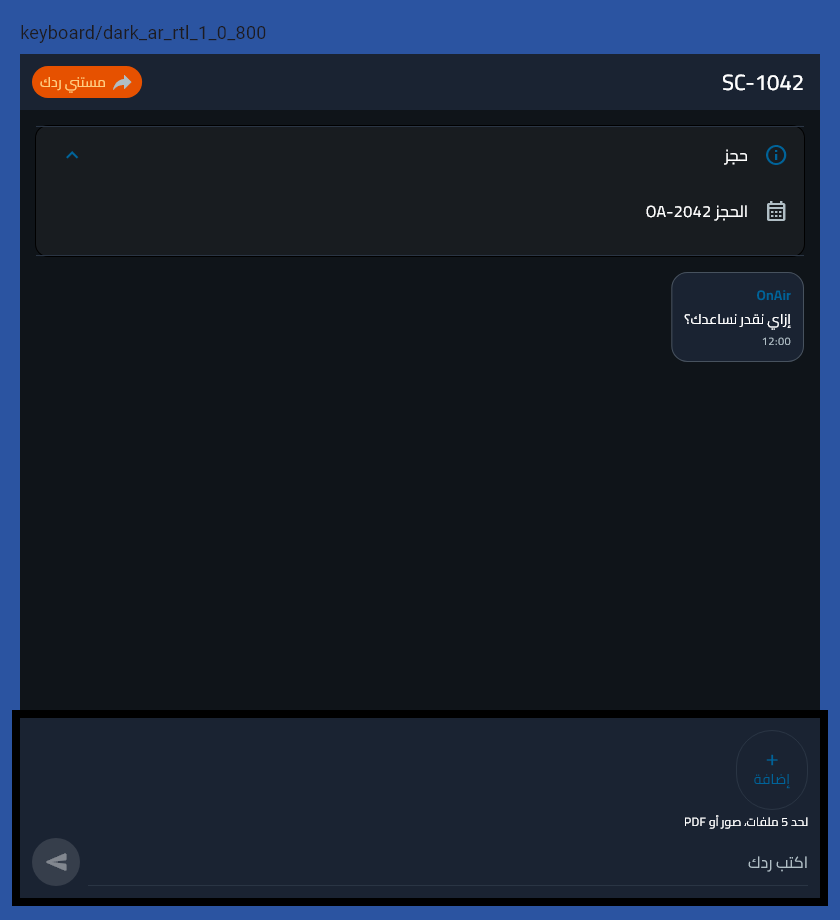 keyboard/dark_ar_rtl_1_0_800
SC-1042
مستني ردك
حجز
الحجز OA-2042
OnAir
إزاي نقدر نساعدك؟
12:00
+
إضافة
لحد 5 ملفات، صور أو PDF
اكتب ردك